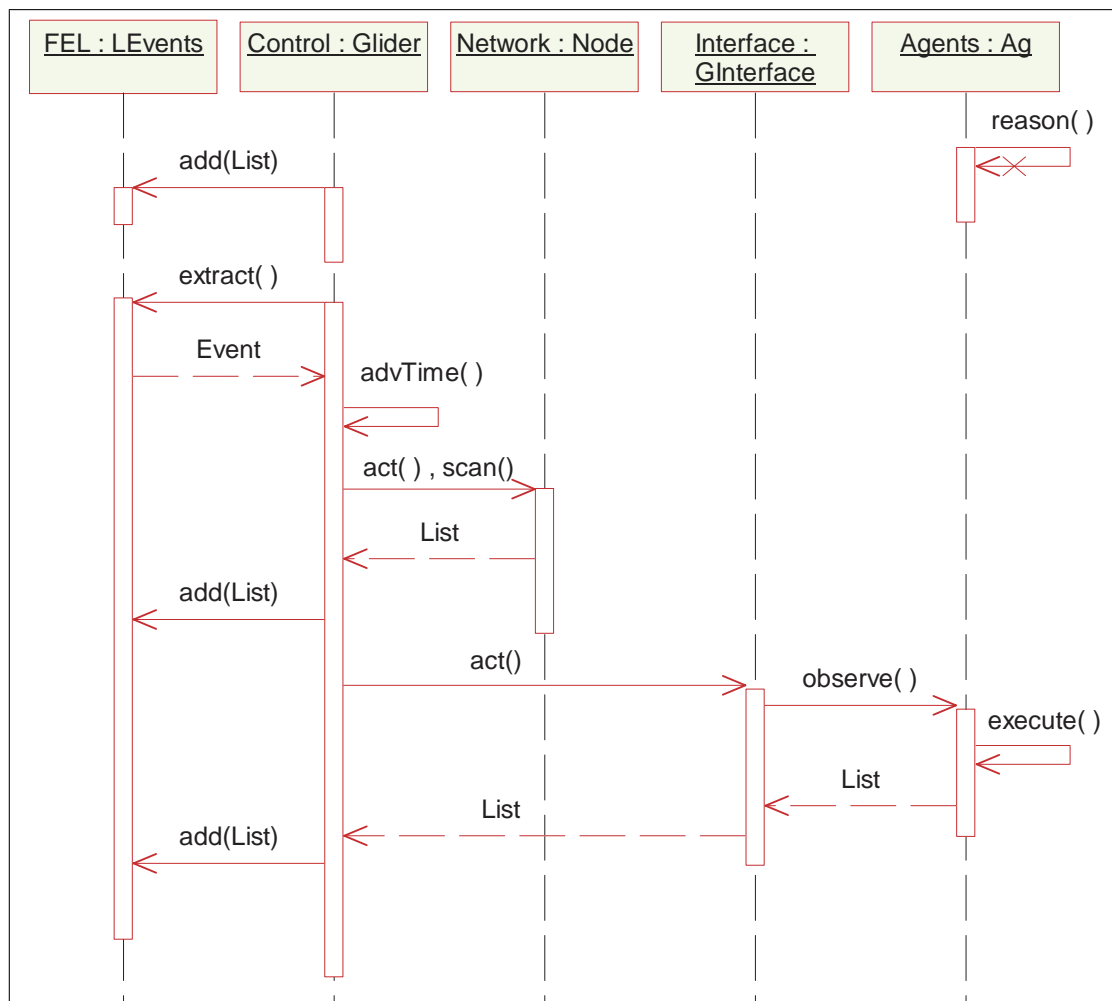 FEL : LEvents
Control : Glider
Network : Node
Interface :
GInterface
Agents : Ag
reason( )
add(List)
extract( )
Event
advTime( )
act( ) , scan()
List
add(List)
act()
observe( )
execute( )
List
List
add(List)